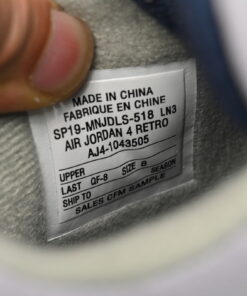 MADE IN CHINA
FABRIQUE EN CHINE
SP19-MNJDLS-518 LN3
AIR JORDAN 4 RETRO
AJ4-1043505
UPPER
LAST QF-8 SIZE 8 SEASON
SHIP-TO
SALES CFM SAMPLE